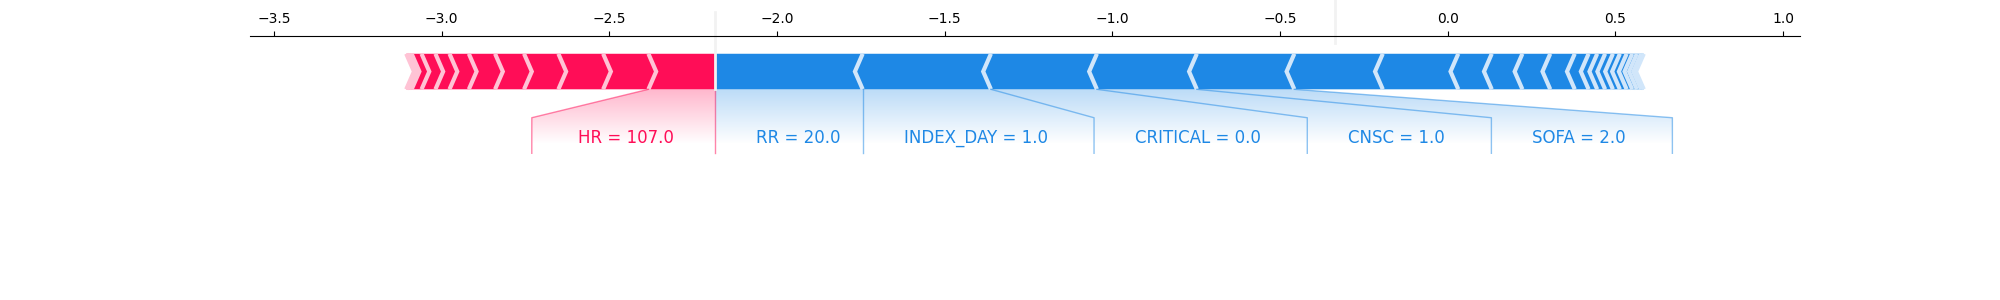 −3.5 −3.0 −2.5 −2.0 −1.5 −1.0 −0.5 0.0 0.5 1.0
HR = 107.0 RR = 20.0 INDEX_DAY = 1.0 CRITICAL = 0.0 CNSC = 1.0 SOFA = 2.0